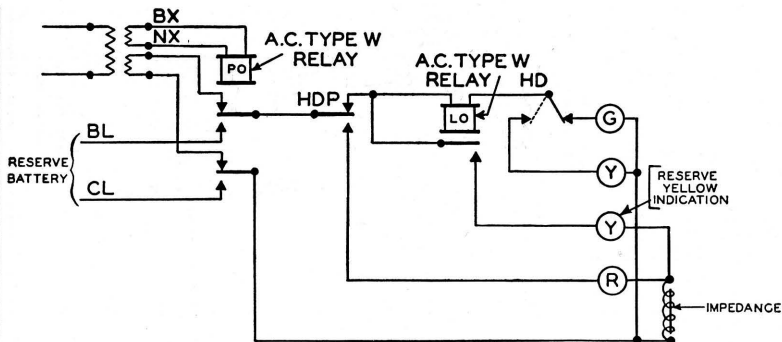 BX
NX
A.C. TYPE W
RELAY
PO
A.C. TYPE W
RELAY
HD
HDP
LO
G
BL
RESERVE
BATTERY
CL
Y
RESERVE
YELLOW
INDICATION
Y
R
IMPEDANCE